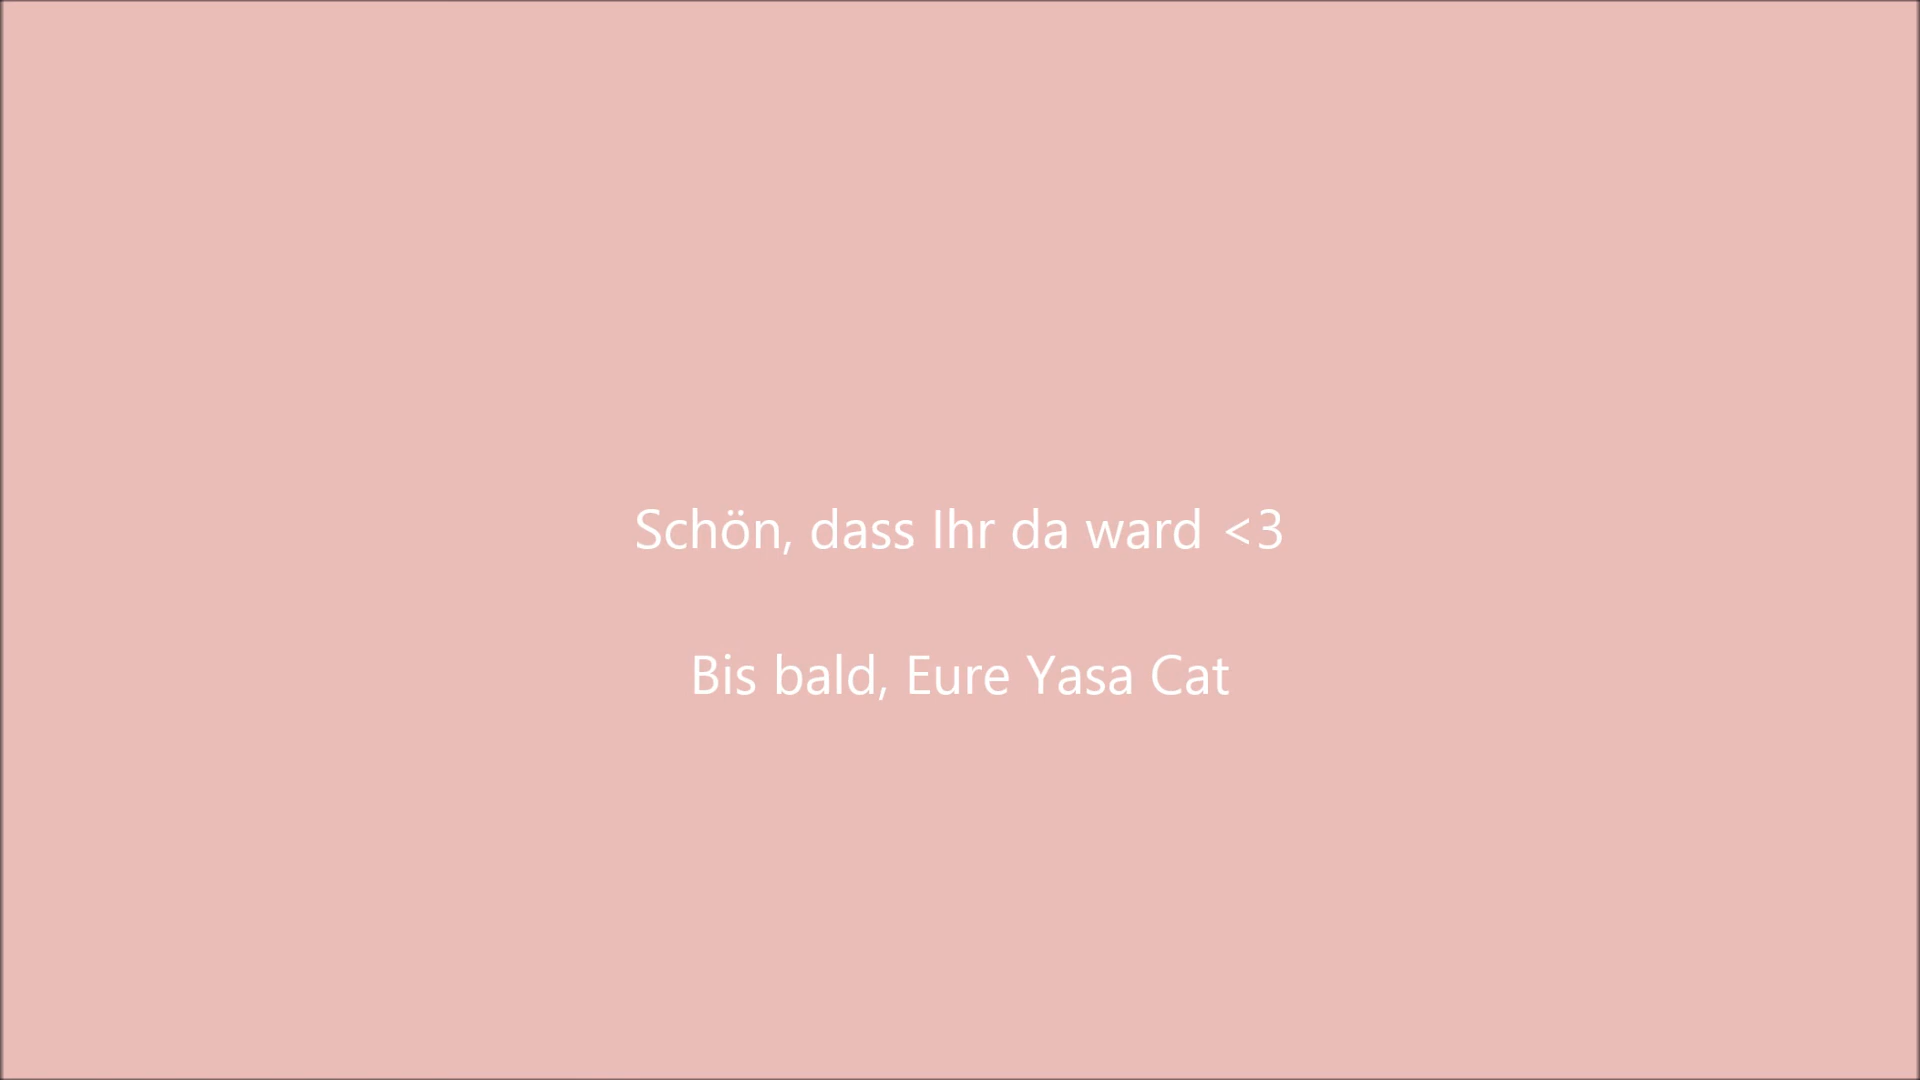 Schön, dass Ihr da ward <3
Bis bald, Eure Yasa Cat